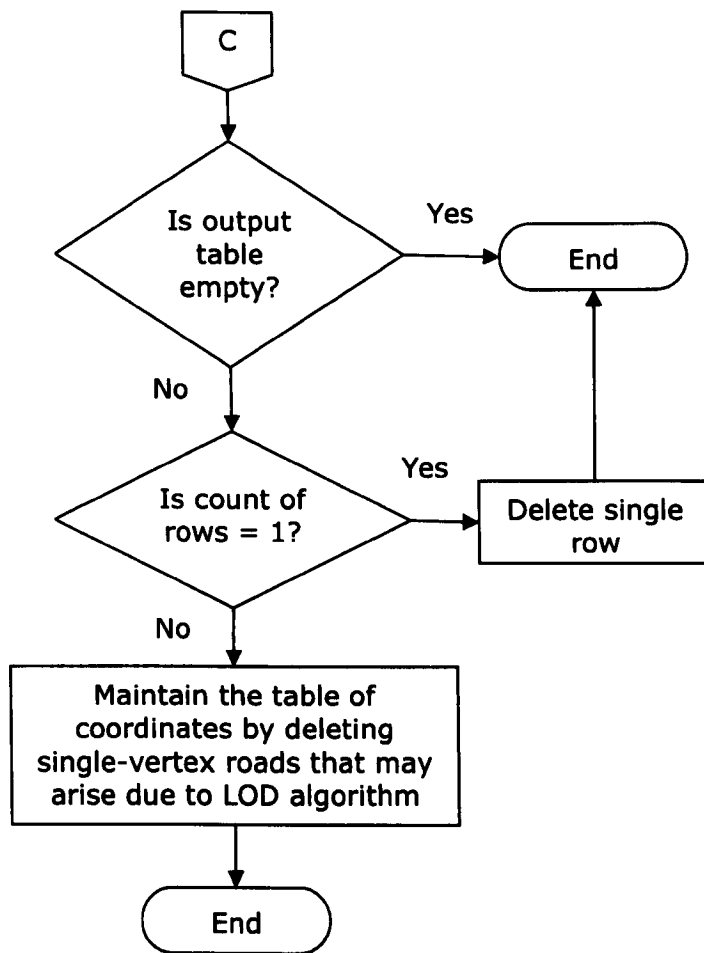 C
Is output
table
empty?
Yes
End
No
Is count of
rows = 1?
Yes
Delete single
row
No
Maintain the table of
coordinates by deleting
single-vertex roads that may
arise due to LOD algorithm
End